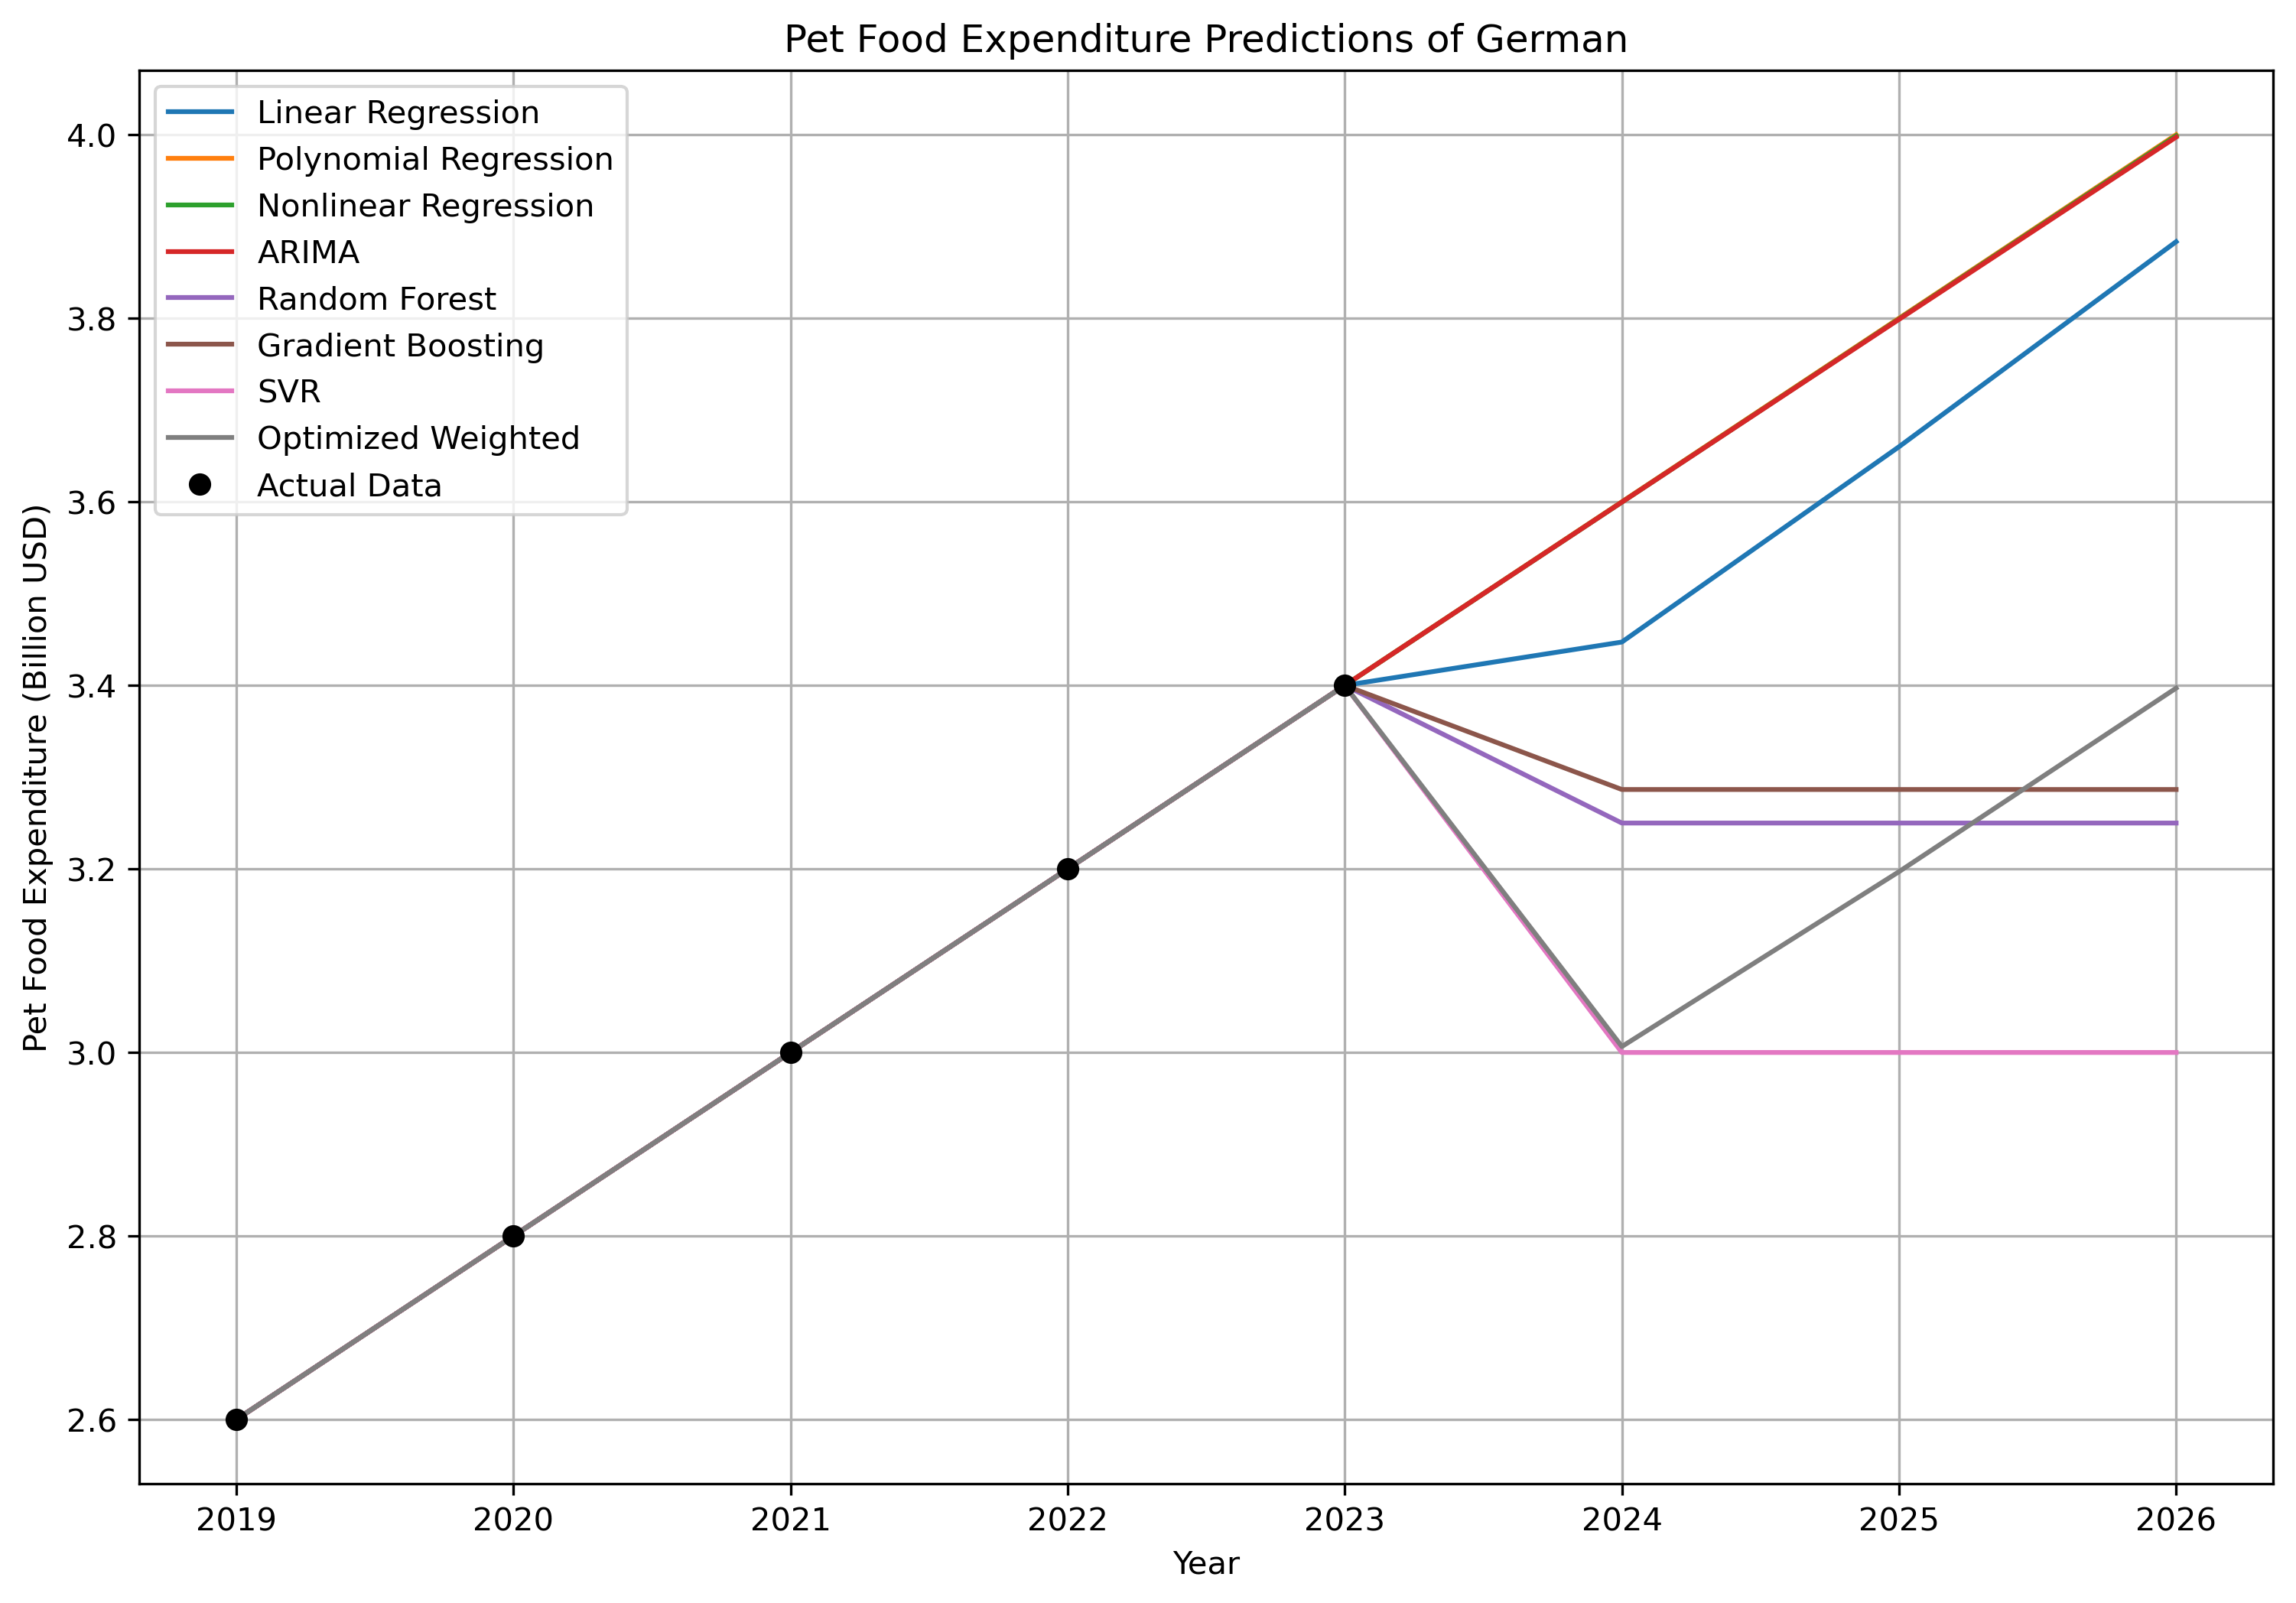 Pet Food Expenditure Predictions of German
Linear Regression
Polynomial Regression
Nonlinear Regression
ARIMA
Random Forest
Gradient Boosting
SVR
Optimized Weighted
Actual Data
Pet Food Expenditure (Billion USD)
4.0
3.8
3.6
3.4
3.2
3.0
2.8
2.6
2019 2020 2021 2022 2023 2024 2025 2026
Year